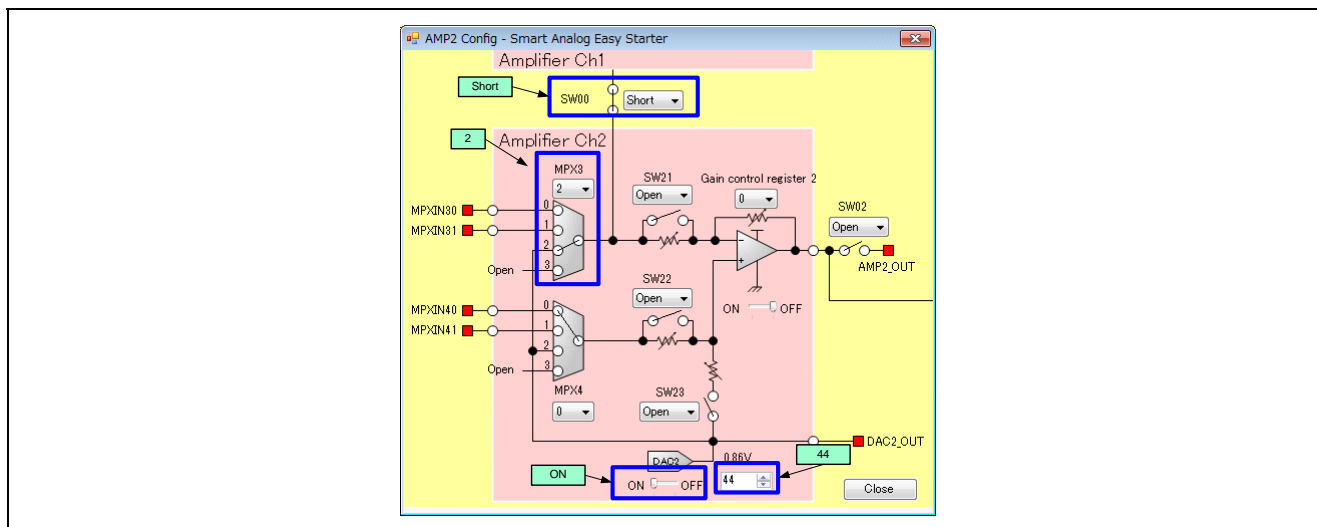 AMP2 Config - Smart Analog Easy Starter
Amplifier Ch1
Short
SW00
Short
2
Amplifier Ch2
MPX3
2
SW21
Open
Gain control register 2
0
SW02
Open
MPXIN30
0
MPXIN31
1
2
Open
3
AMP2_OUT
SW22
Open
ON
OFF
MPXIN40
0
MPXIN41
1
2
Open
3
MPX4
0
SW23
Open
DAC2_OUT
DAC2
0.86V
44
ON
ON
OFF
44
Close